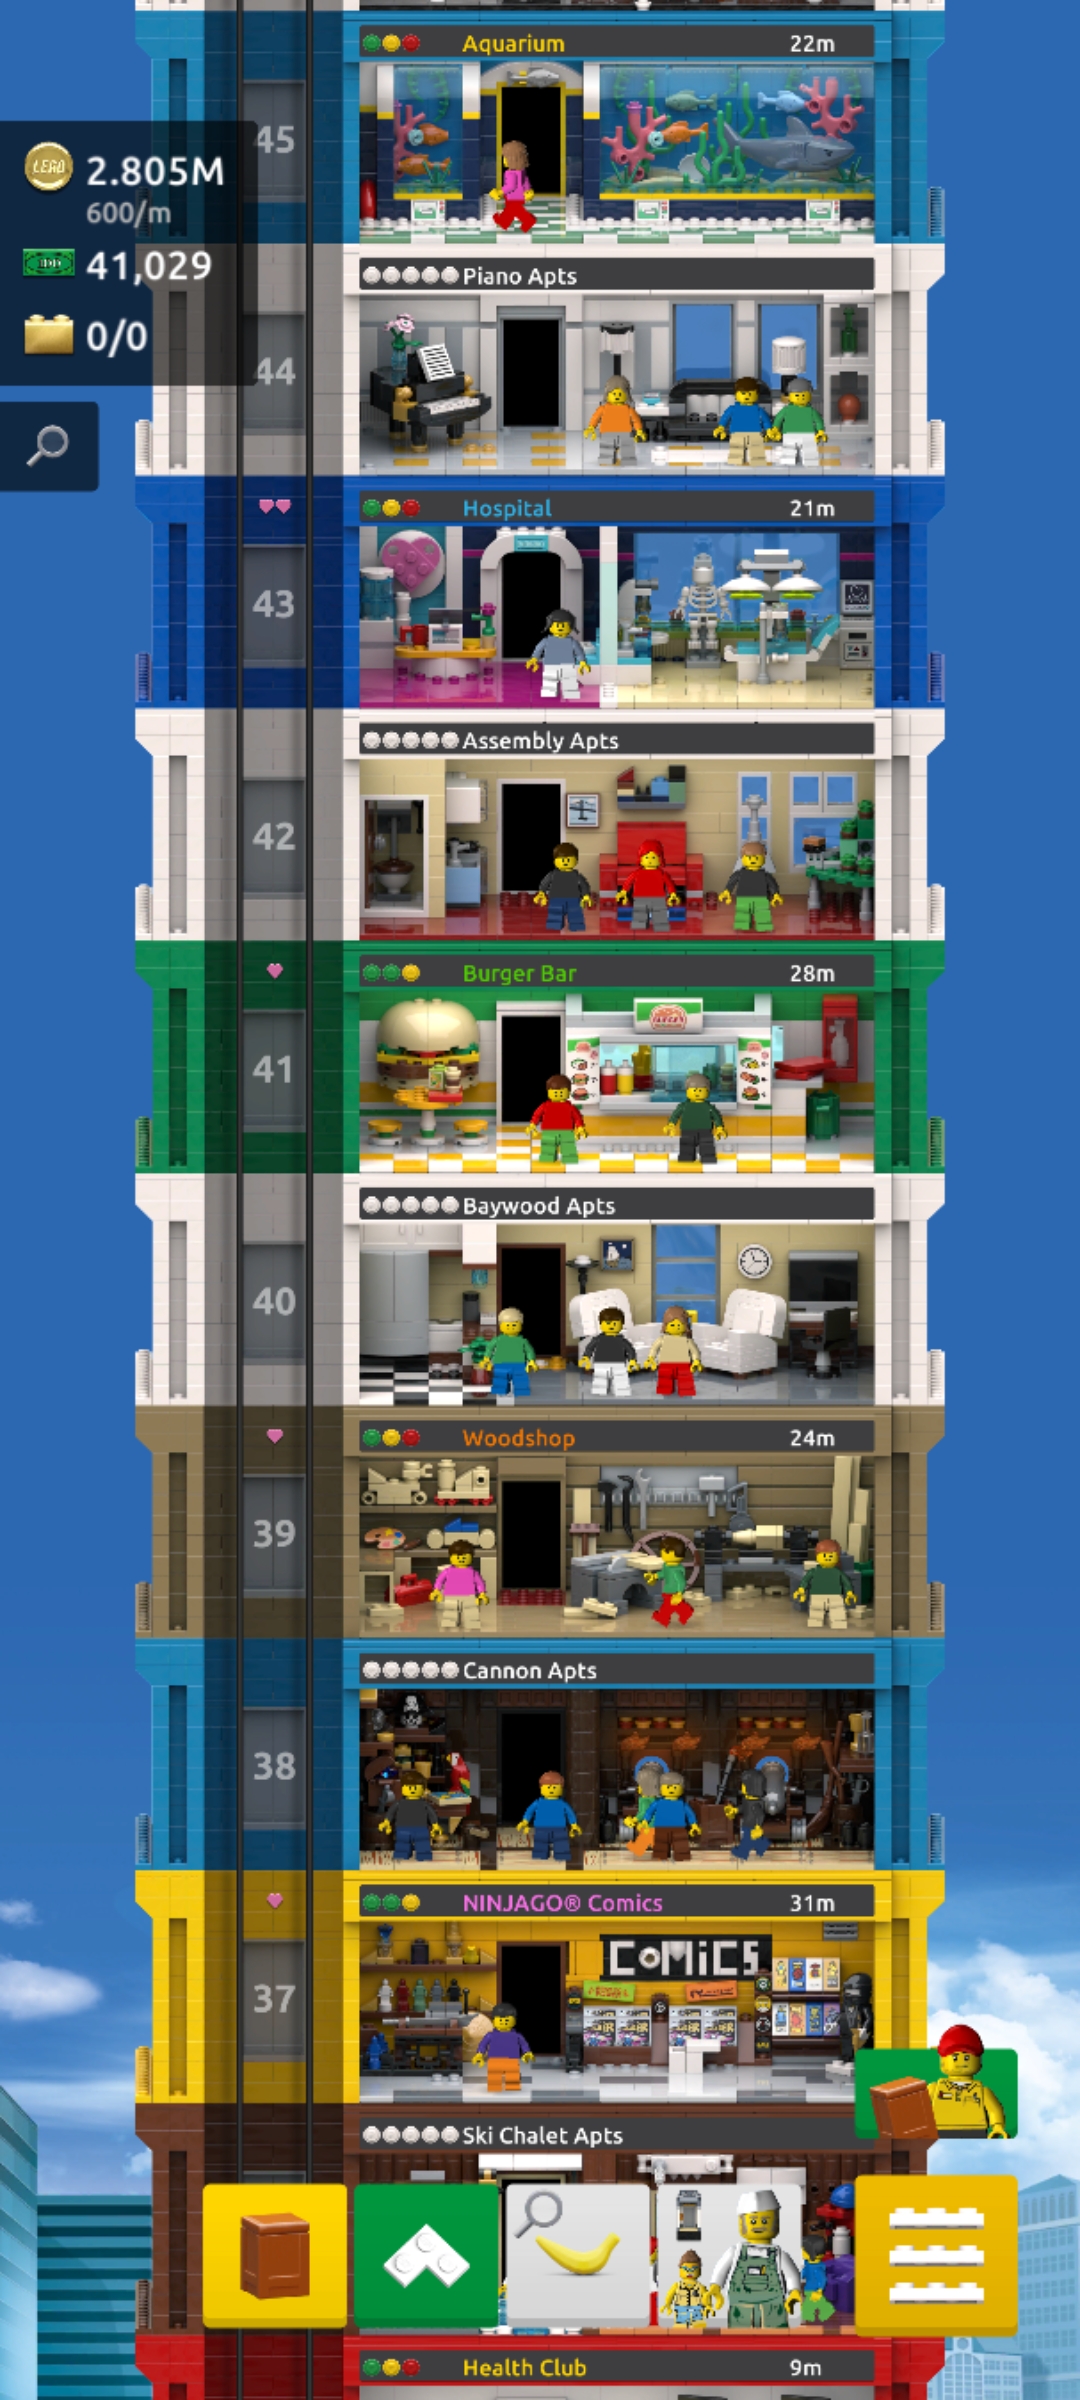 Aquarium 22m
45
LEGO 2.805M
600/m
41,029
0/0
Piano Apts
44
Hospital 21m
43
Assembly Apts
42
Burger Bar 28m
41
Baywood Apts
40
Woodshop 24m
39
Cannon Apts
38
NINJAGO® Comics 31m
COMiCS
37
Ski Chalet Apts
Health Club 9m